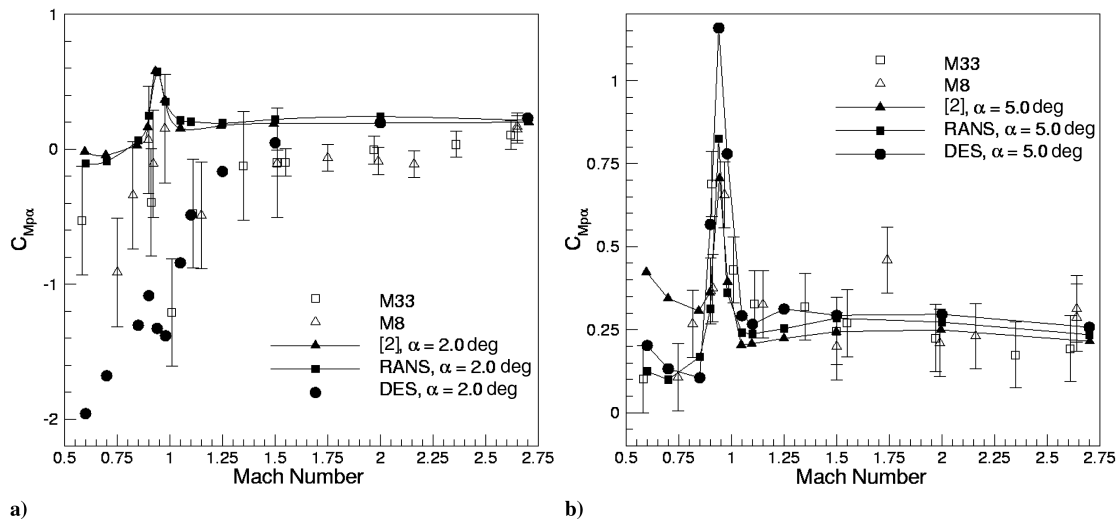 1
0
-1
-2
C_Mpα
M33
M8
[2], α = 2.0 deg
RANS, α = 2.0 deg
DES, α = 2.0 deg
0.5 0.75 1 1.25 1.5 1.75 2 2.25 2.5 2.75
Mach Number
a)
1
0.75
0.5
0.25
0
C_Mpα
M33
M8
[2], α = 5.0 deg
RANS, α = 5.0 deg
DES, α = 5.0 deg
0.5 0.75 1 1.25 1.5 1.75 2 2.25 2.5 2.75
Mach Number
b)